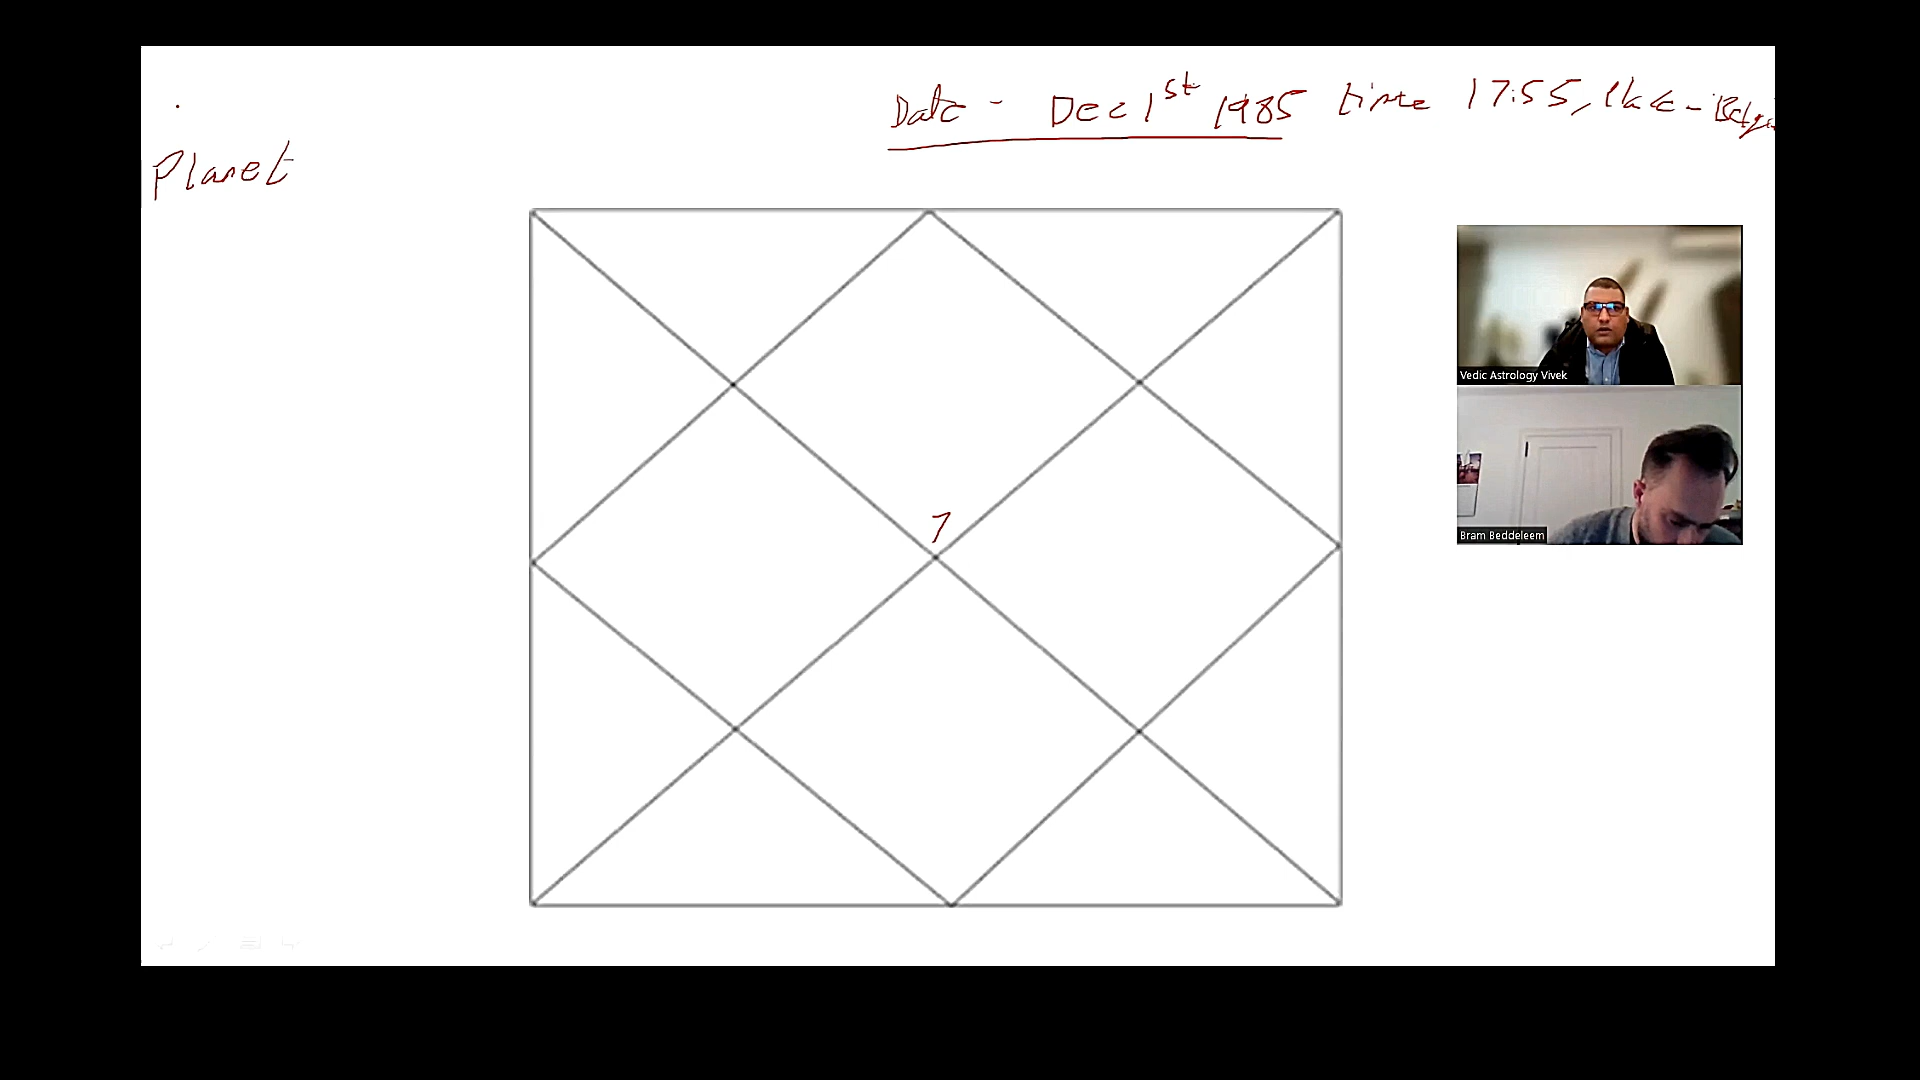 Date - Dec 1st 1985 time 17:55,
Planet
7
Vedic Astrology Vivek
Bram Beddeleem